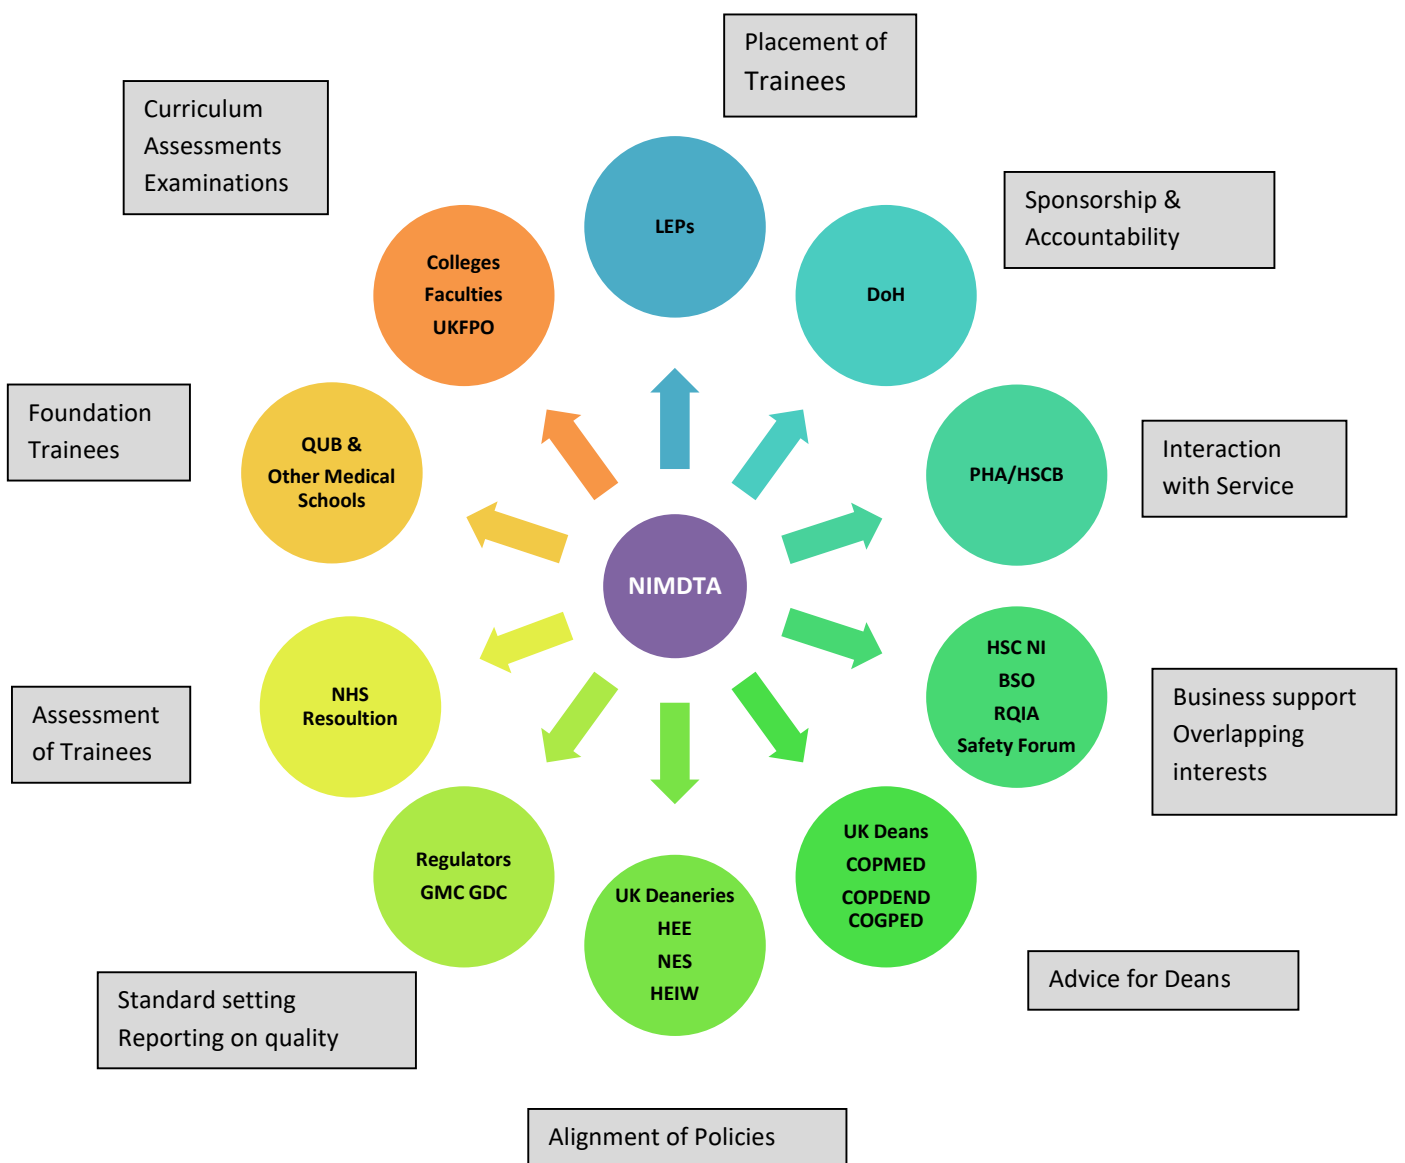 Placement of
Trainees
Curriculum
Assessments
Examinations
Sponsorship &
Accountability
LEPs
Colleges
Faculties
UKFPO
DoH
Foundation
Trainees
QUB &
Other Medical
Schools
PHA/HSCB
Interaction
with Service
NIMDTA
NHS
Resoultion
HSC NI
BSO
RQIA
Safety Forum
Assessment
of Trainees
Business support
Overlapping
interests
Regulators
GMC GDC
UK Deaneries
HEE
NES
HEIW
UK Deans
COPMED
COPDEND
COGPED
Standard setting
Reporting on quality
Advice for Deans
Alignment of Policies